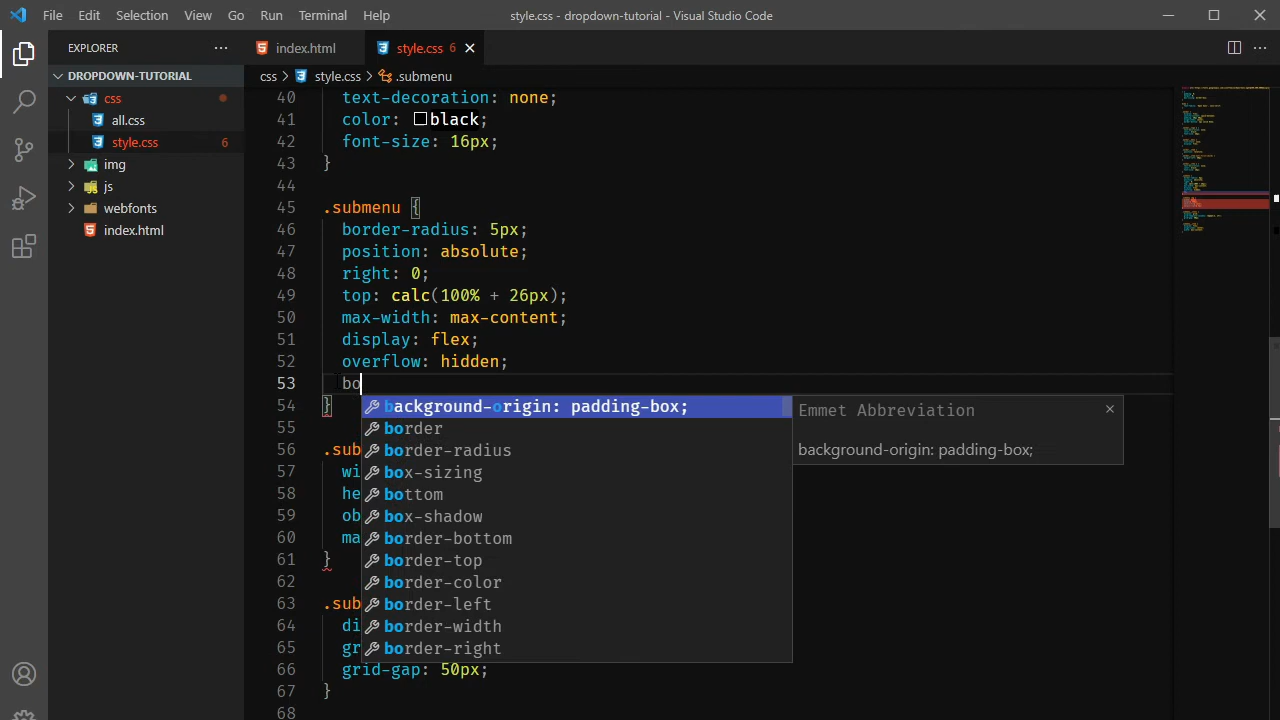 File Edit Selection View Go Run Terminal Help style.css - dropdown-tutorial - Visual Studio Code
EXPLORER ··· index.html style.css 6 ×
DROPDOWN-TUTORIAL css > style.css > .submenu
css
all.css
style.css 6
img
js
webfonts
index.html
40 text-decoration: none;
41 color: black;
42 font-size: 16px;
43 }
44
45 .submenu {
46 border-radius: 5px;
47 position: absolute;
48 right: 0;
49 top: calc(100% + 26px);
50 max-width: max-content;
51 display: flex;
52 overflow: hidden;
53 bo
54 } background-origin: padding-box; Emmet Abbreviation ×
55 border
56 .sub border-radius background-origin: padding-box;
57 wi box-sizing
58 he bottom
59 ob box-shadow
60 ma border-bottom
61 } border-top
62 border-color
63 .sub border-left
64 di border-width
65 gr border-right
66 grid-gap: 50px;
67 }
68